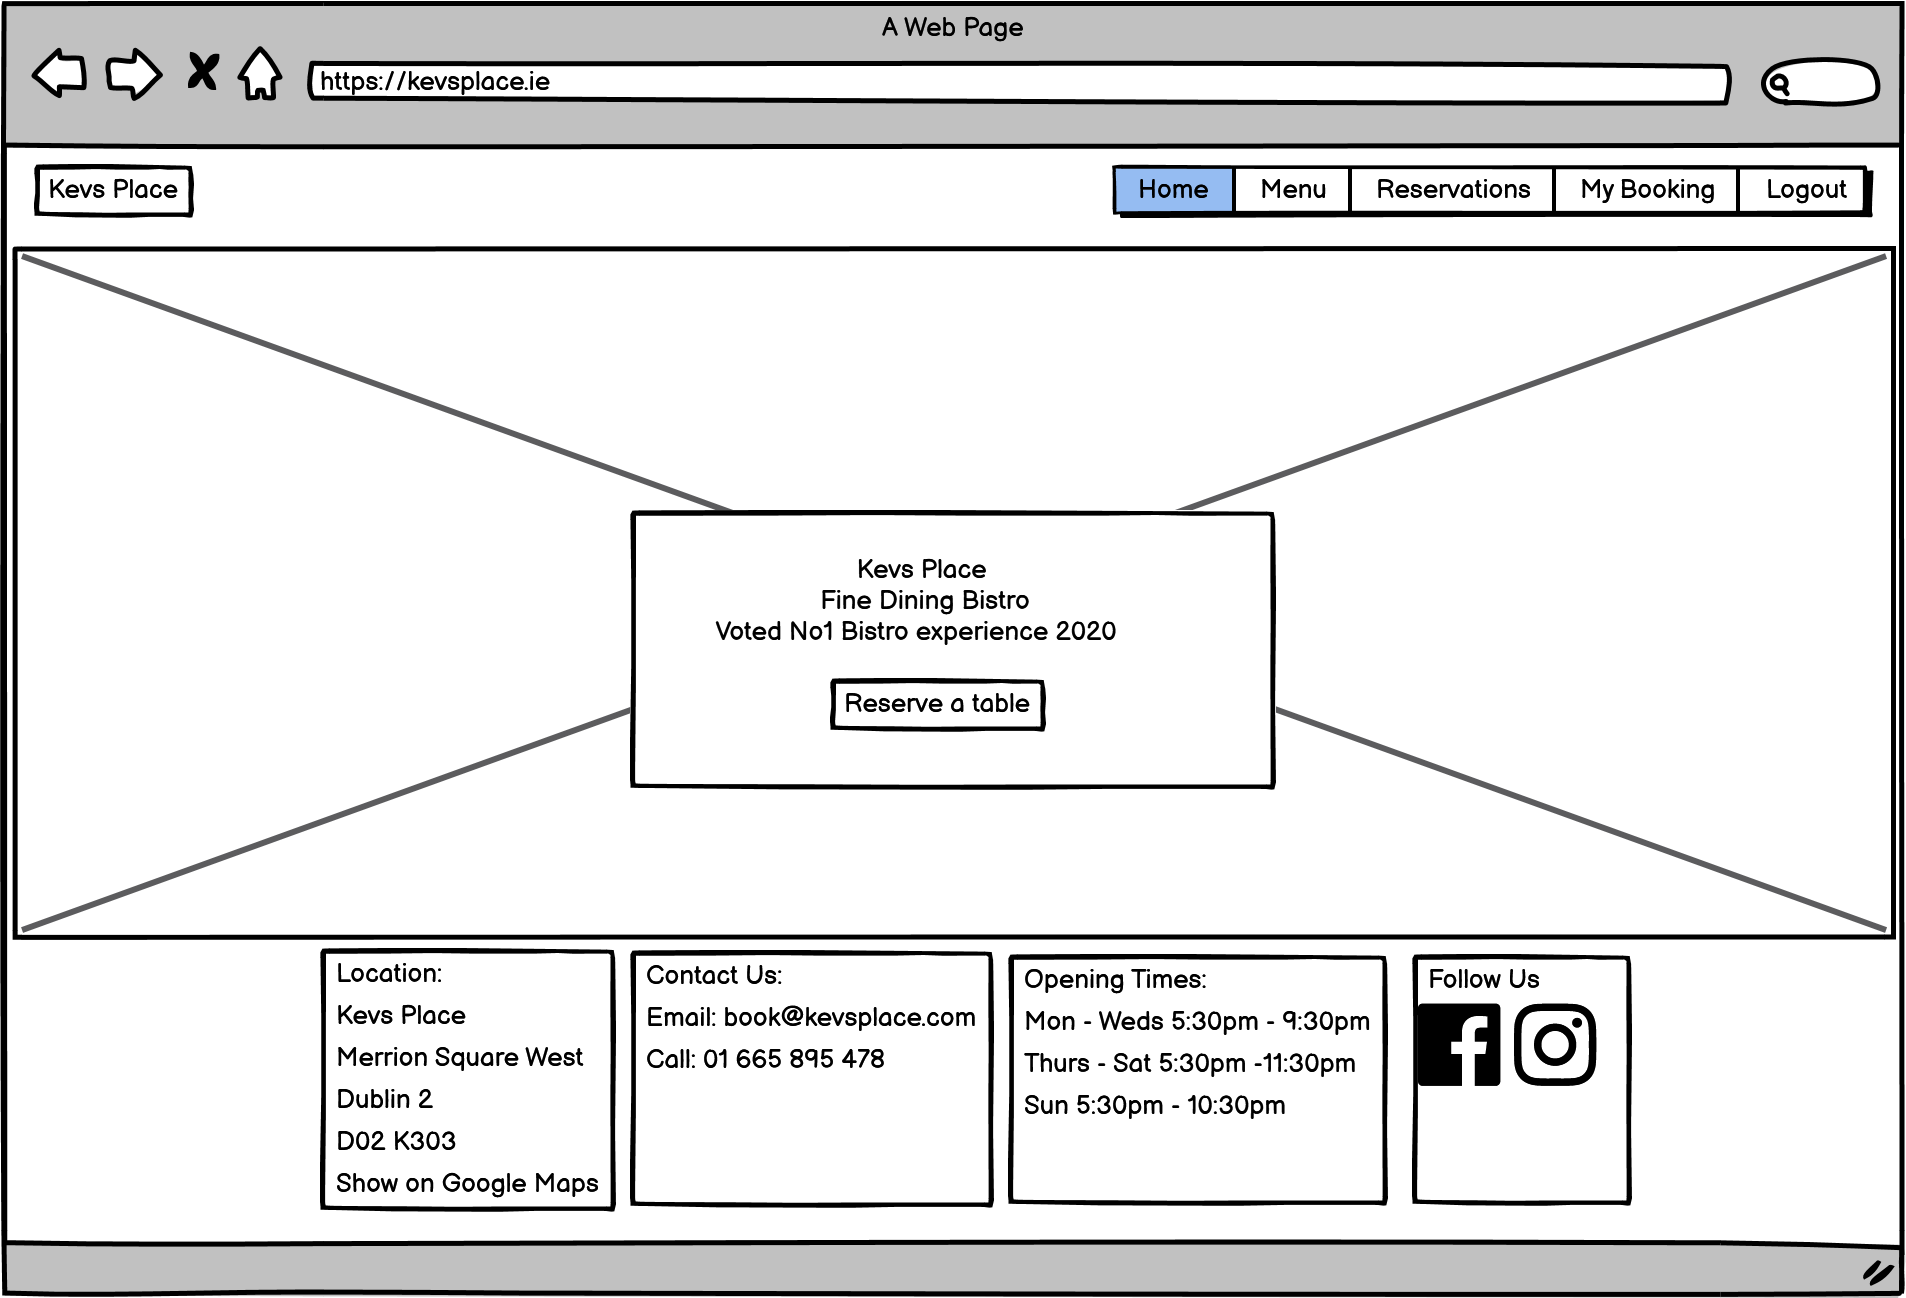 A Web Page
https://kevsplace.ie
Kevs Place
Home Menu Reservations My Booking Logout
Kevs Place
Fine Dining Bistro
Voted No1 Bistro experience 2020
Reserve a table
Location:
Kevs Place
Merrion Square West
Dublin 2
D02 K303
Show on Google Maps
Contact Us:
Email: book@kevsplace.com
Call: 01 665 895 478
Opening Times:
Mon - Weds 5:30pm - 9:30pm
Thurs - Sat 5:30pm -11:30pm
Sun 5:30pm - 10:30pm
Follow Us